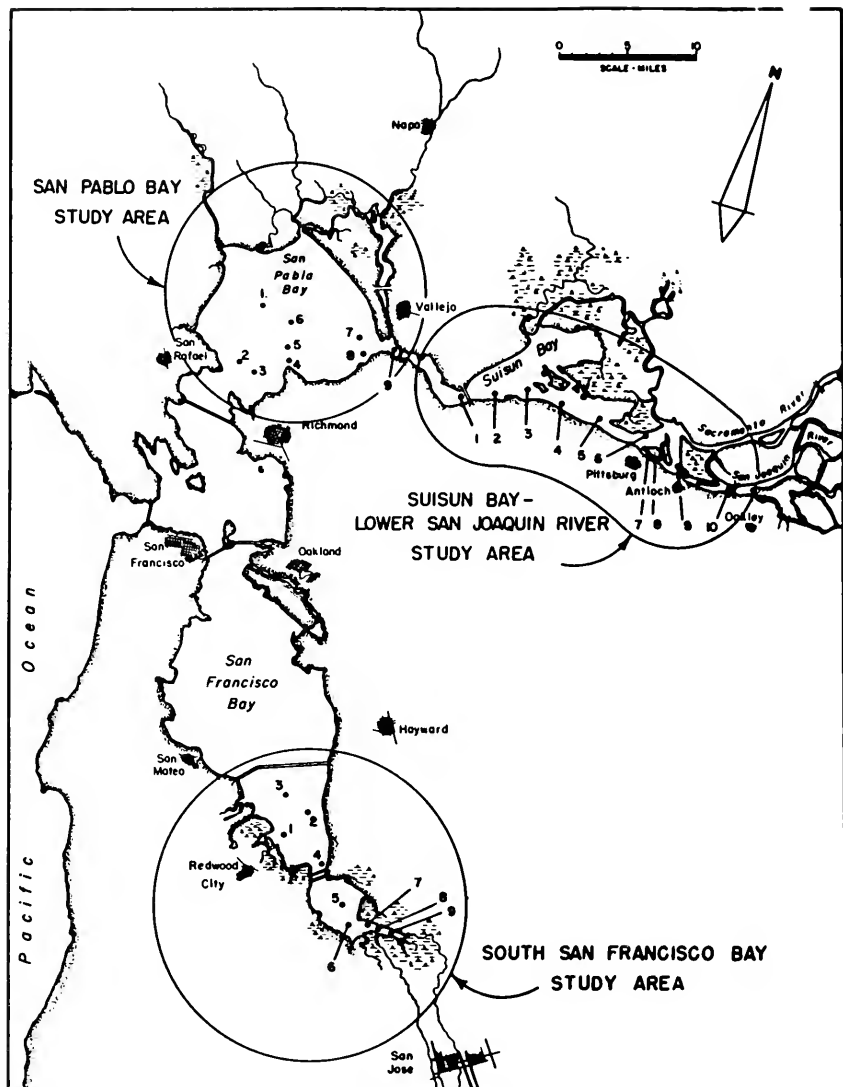 0 5 10
SCALE - MILES
N
Napa
SAN PABLO BAY
STUDY AREA
San
Pablo
Bay
1
6
7
5
2
8
4
3
9
Vallejo
San
Rafael
Richmond
Suisun Bay
Sacramento River
San Joaquin
River
1
2
3
4
5
6
Pittsburg
Antioch
7
8
9
10
Oakley
SUISUN BAY-
LOWER SAN JOAQUIN RIVER
STUDY AREA
San
Francisco
Oakland
San
Francisco
Bay
Hayward
San
Mateo
Pacific Ocean
3
2
1
4
Redwood
City
7
8
5
9
6
SOUTH SAN FRANCISCO BAY
STUDY AREA
San
Jose